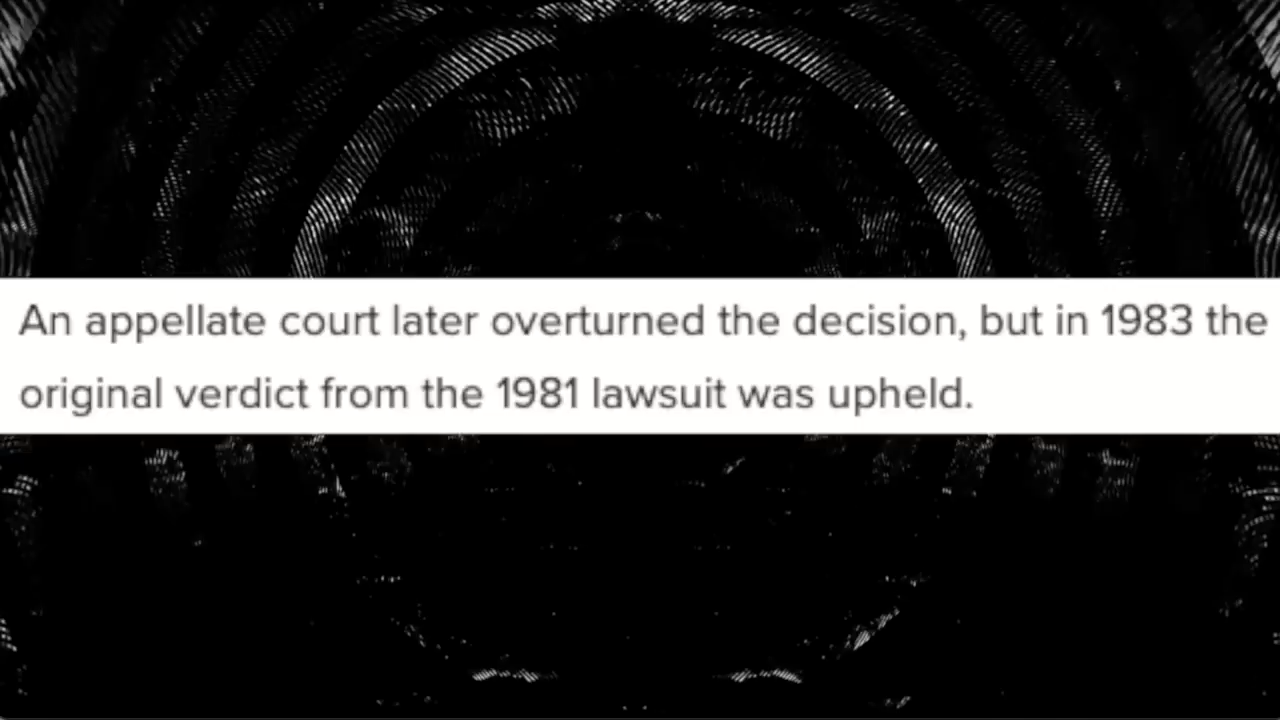 An appellate court later overturned the decision, but in 1983 the
original verdict from the 1981 lawsuit was upheld.